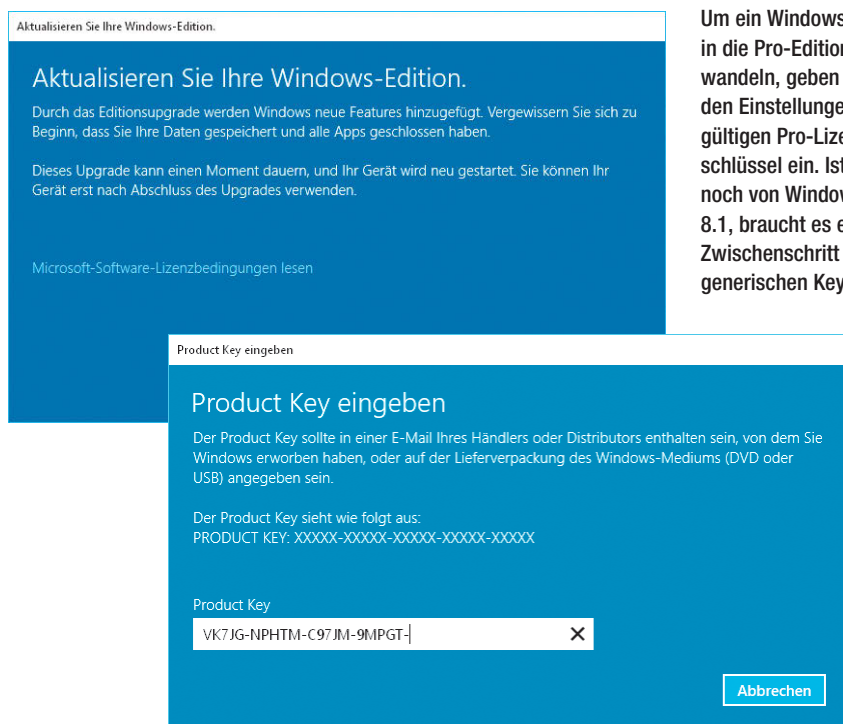 Aktualisieren Sie Ihre Windows-Edition.
Aktualisieren Sie Ihre Windows-Edition.
Durch das Editionsupgrade werden Windows neue Features hinzugefügt. Vergewissern Sie sich zu
Beginn, dass Sie Ihre Daten gespeichert und alle Apps geschlossen haben.
Dieses Upgrade kann einen Moment dauern, und Ihr Gerät wird neu gestartet. Sie können Ihr
Gerät erst nach Abschluss des Upgrades verwenden.
Microsoft-Software-Lizenzbedingungen lesen
Um ein Windows
in die Pro-Edition
wandeln, geben
den Einstellunge
gültigen Pro-Lize
schlüssel ein. Ist
noch von Window
8.1, braucht es e
Zwischenschritt
generischen Key
Product Key eingeben
Product Key eingeben
Der Product Key sollte in einer E-Mail Ihres Händlers oder Distributors enthalten sein, von dem Sie
Windows erworben haben, oder auf der Lieferverpackung des Windows-Mediums (DVD oder
USB) angegeben sein.
Der Product Key sieht wie folgt aus:
PRODUCT KEY: XXXXX-XXXXX-XXXXX-XXXXX-XXXXX
Product Key
VK7JG-NPHTM-C97JM-9MPGT-
Abbrechen